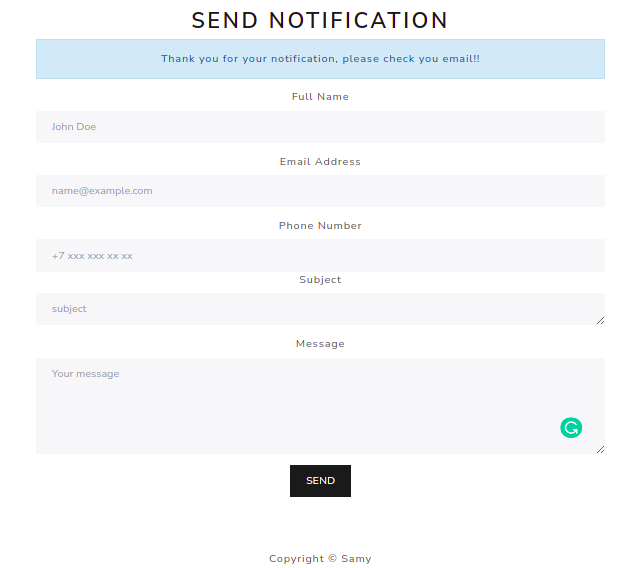 SEND NOTIFICATION
Thank you for your notification, please check you email!!
Full Name
John Doe
Email Address
name@example.com
Phone Number
+7 xxx xxx xx xx
Subject
subject
Message
Your message
SEND
Copyright © Samy